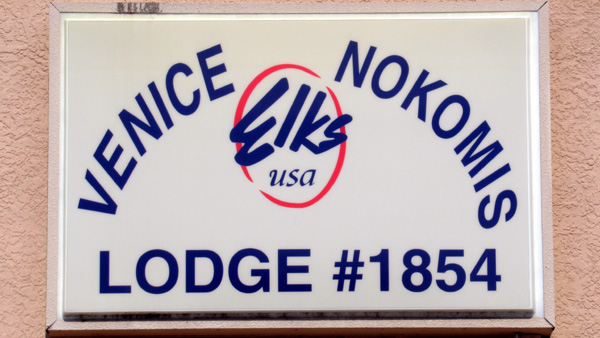 VENICE NOKOMIS
Elks
usa
LODGE #1854